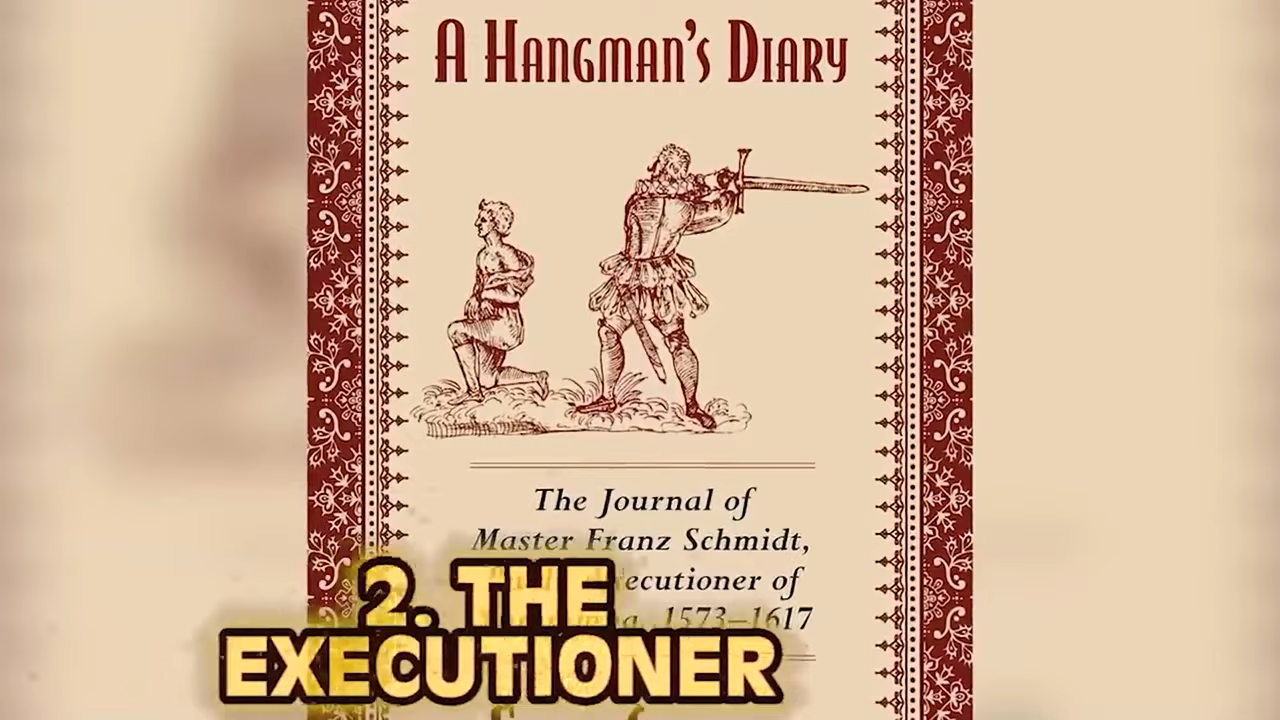 A Hangman's Diary
The Journal of
Master Franz Schmidt,
ecutioner of
1573–1617
2. THE
EXECUTIONER